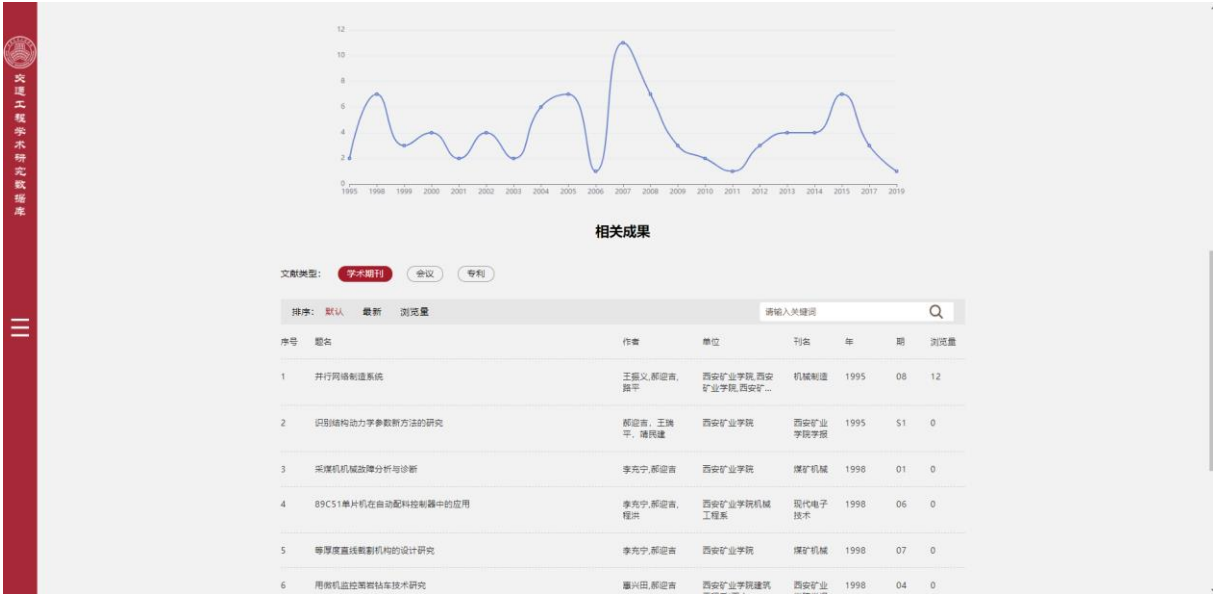 交通工程学术研究数据库
12
10
8
6
4
2
0
1995 1998 1999 2000 2001 2002 2003 2004 2005 2006 2007 2008 2009 2010 2011 2012 2013 2014 2015 2017 2019
相关成果
文献类型： 学术期刊 会议 专利
排序： 默认 最新 浏览量 请输入关键词
序号 题名 作者 单位 刊名 年 期 浏览量
1 并行网络制造系统 王振义,郝迎吉, 西安矿业学院,西安 机械制造 1995 08 12
路平 矿业学院,西安矿...
2 识别结构动力学参数新方法的研究 郝迎吉，王瑞 西安矿业学院 西安矿业 1995 S1 0
平，靖民建 学院学报
3 采煤机机械故障分析与诊断 李充宁,郝迎吉 西安矿业学院 煤矿机械 1998 01 0
4 89C51单片机在自动配料控制器中的应用 李充宁,郝迎吉, 西安矿业学院机械 现代电子 1998 06 0
程洪 工程系 技术
5 等厚度直线截割机构的设计研究 李充宁,郝迎吉 西安矿业学院 煤矿机械 1998 07 0
6 用微机监控凿岩钻车技术研究 惠兴田,郝迎吉 西安矿业学院建筑 西安矿业 1998 04 0